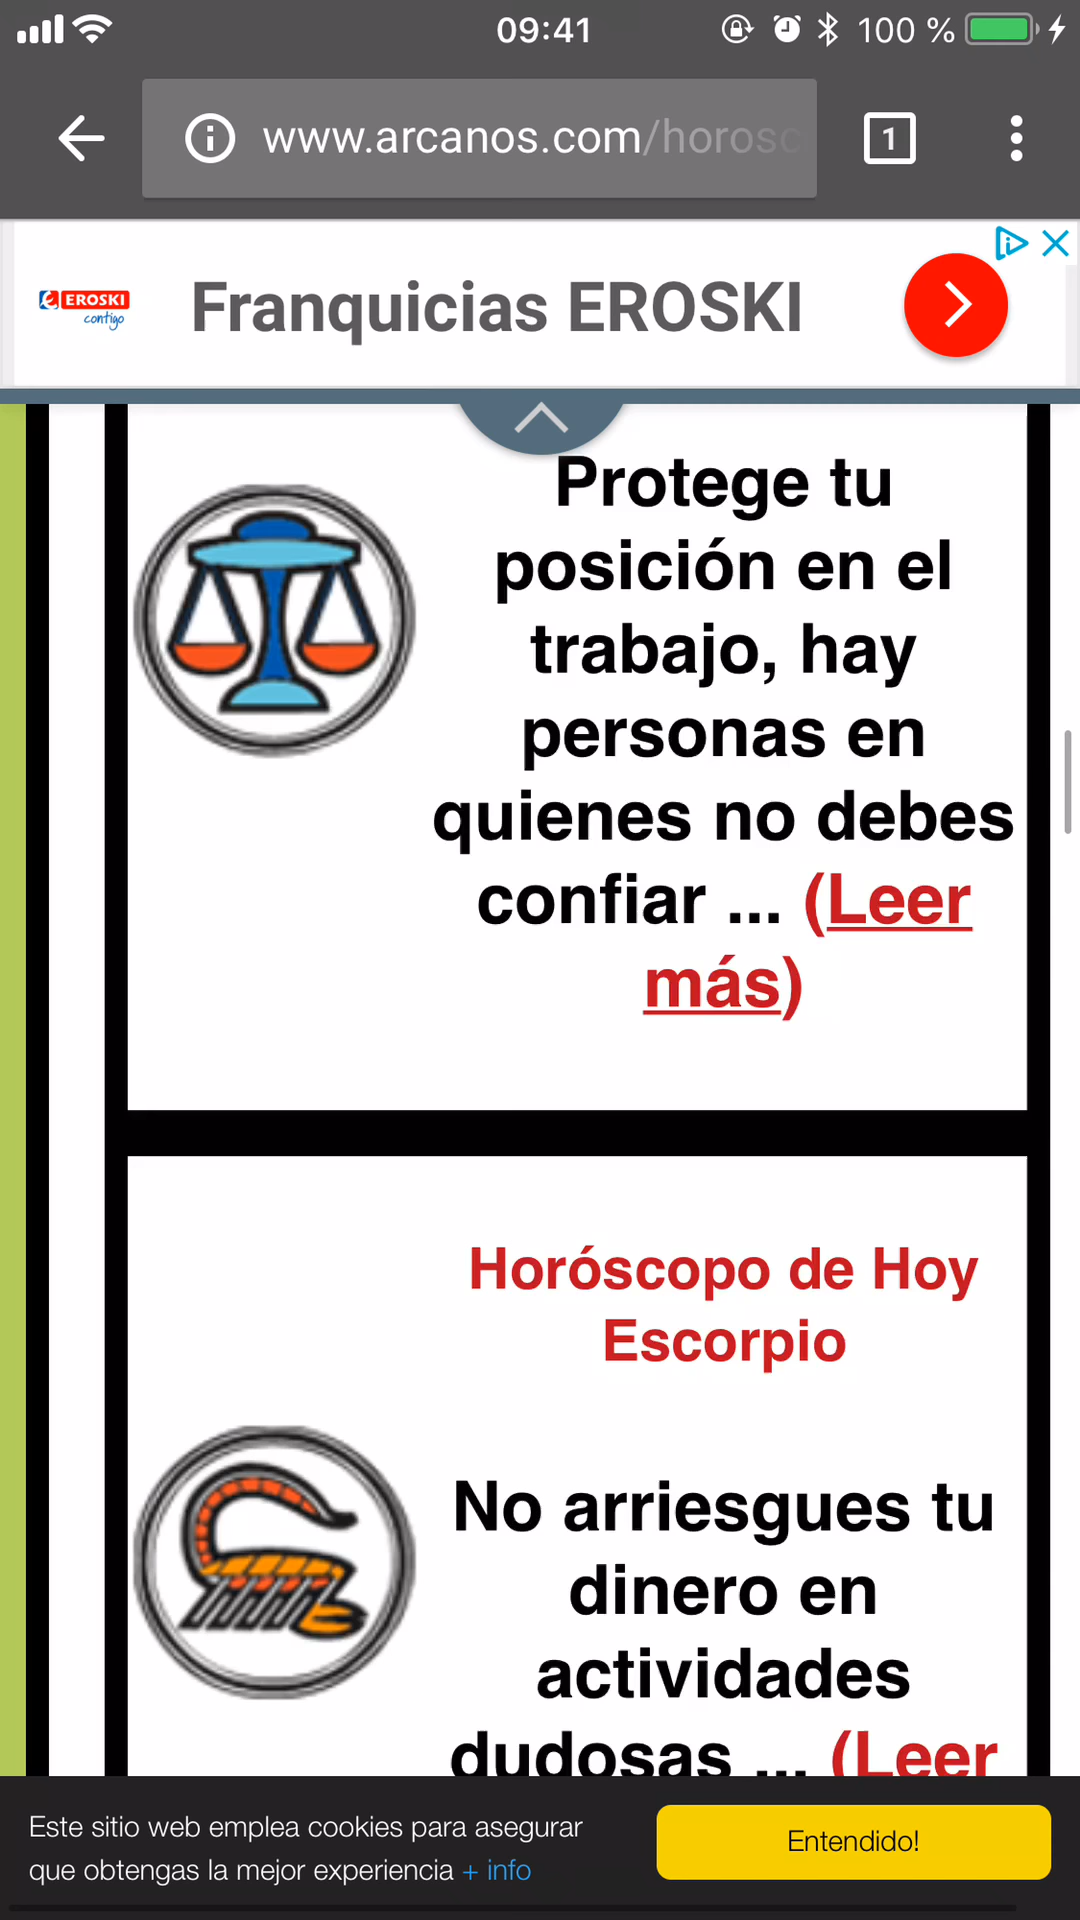 09:41
100 %
www.arcanos.com/horosc
1
EROSKI
contigo
Franquicias EROSKI
Protege tu
posición en el
trabajo, hay
personas en
quienes no debes
confiar ... (Leer
más)
Horóscopo de Hoy
Escorpio
No arriesgues tu
dinero en
actividades
dudosas ... (Leer
Este sitio web emplea cookies para asegurar
que obtengas la mejor experiencia + info
Entendido!